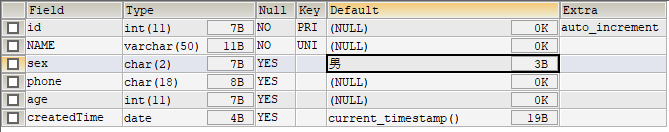 Field Type Null Key Default Extra
id int(11) 7B NO PRI (NULL) 0K auto_increment
NAME varchar(50) 11B NO UNI (NULL) 0K
sex char(2) 7B YES 男 3B
phone char(18) 8B YES (NULL) 0K
age int(11) 7B YES (NULL) 0K
createdTime date 4B YES current_timestamp() 19B